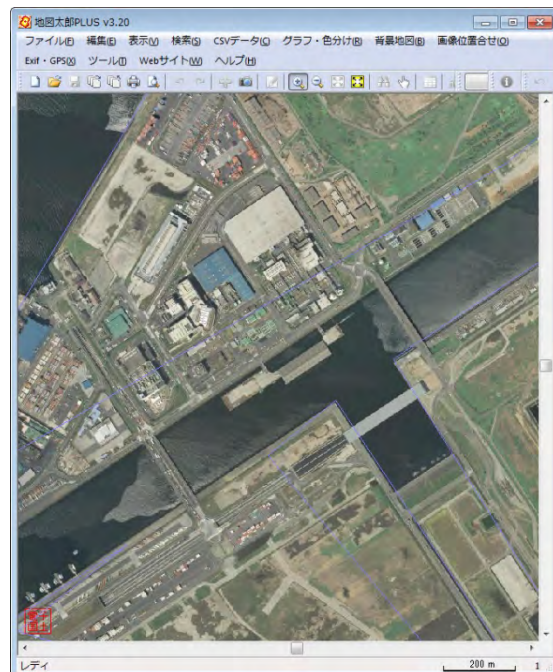 地図太郎PLUS v3.20
ファイル(F) 編集(E) 表示(V) 検索(S) CSVデータ(C) グラフ・色分け(R) 背景地図(B) 画像位置合せ(O)
Exif・GPS(X) ツール(T) Webサイト(W) ヘルプ(H)
レディ 200 m 1